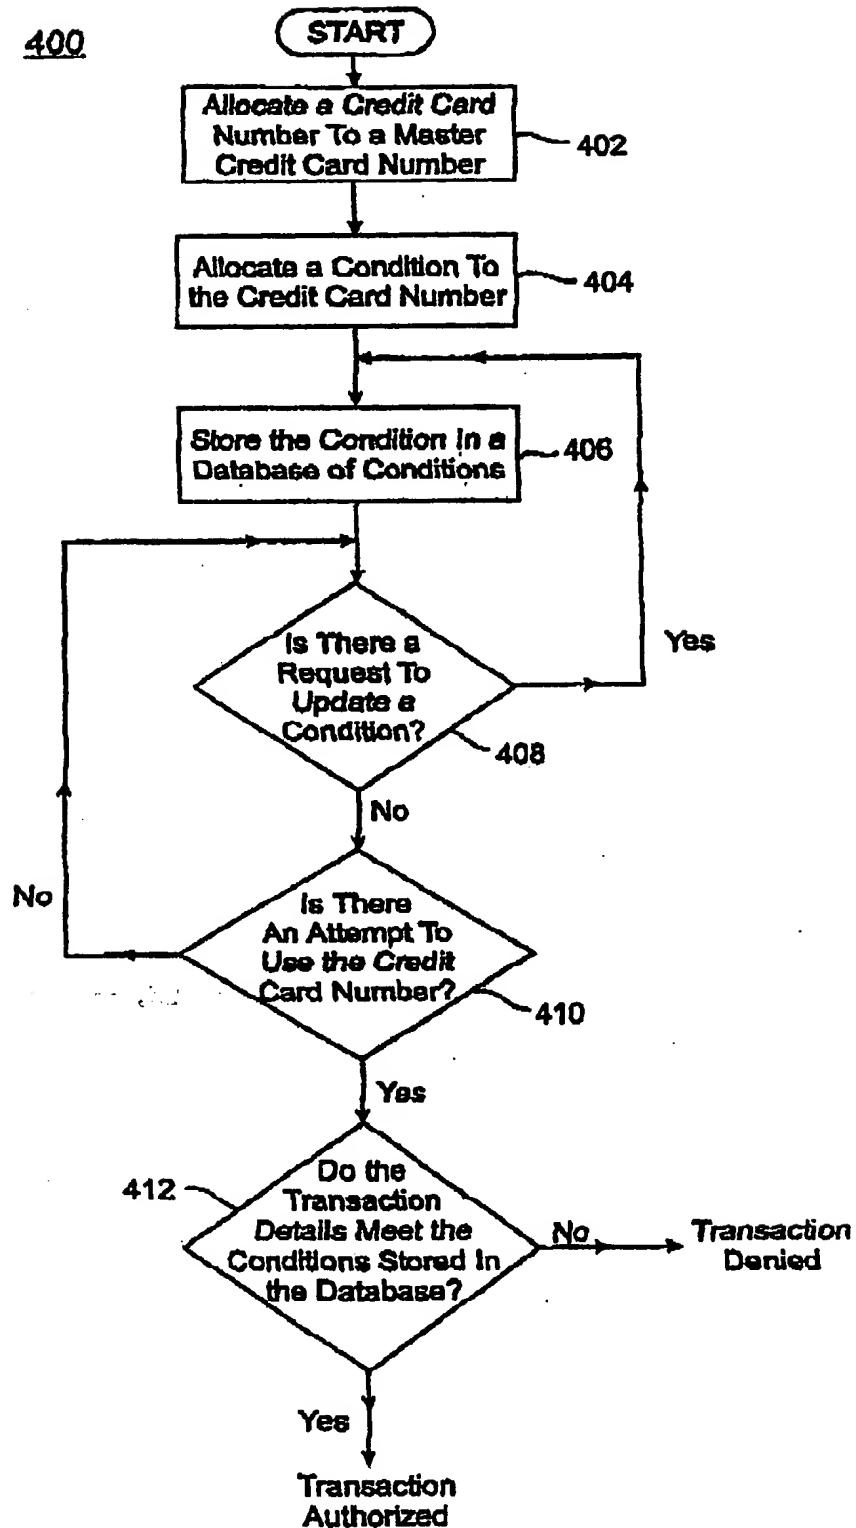 400
START
Allocate a Credit Card
Number To a Master
Credit Card Number
402
Allocate a Condition To
the Credit Card Number
404
Store the Condition in a
Database of Conditions
406
Is There a
Request To
Update a
Condition?
Yes
408
No
Is There
An Attempt To
Use the Credit
Card Number?
No
410
Yes
412
Do the
Transaction
Details Meet the
Conditions Stored In
the Database?
No
Transaction
Denied
Yes
Transaction
Authorized